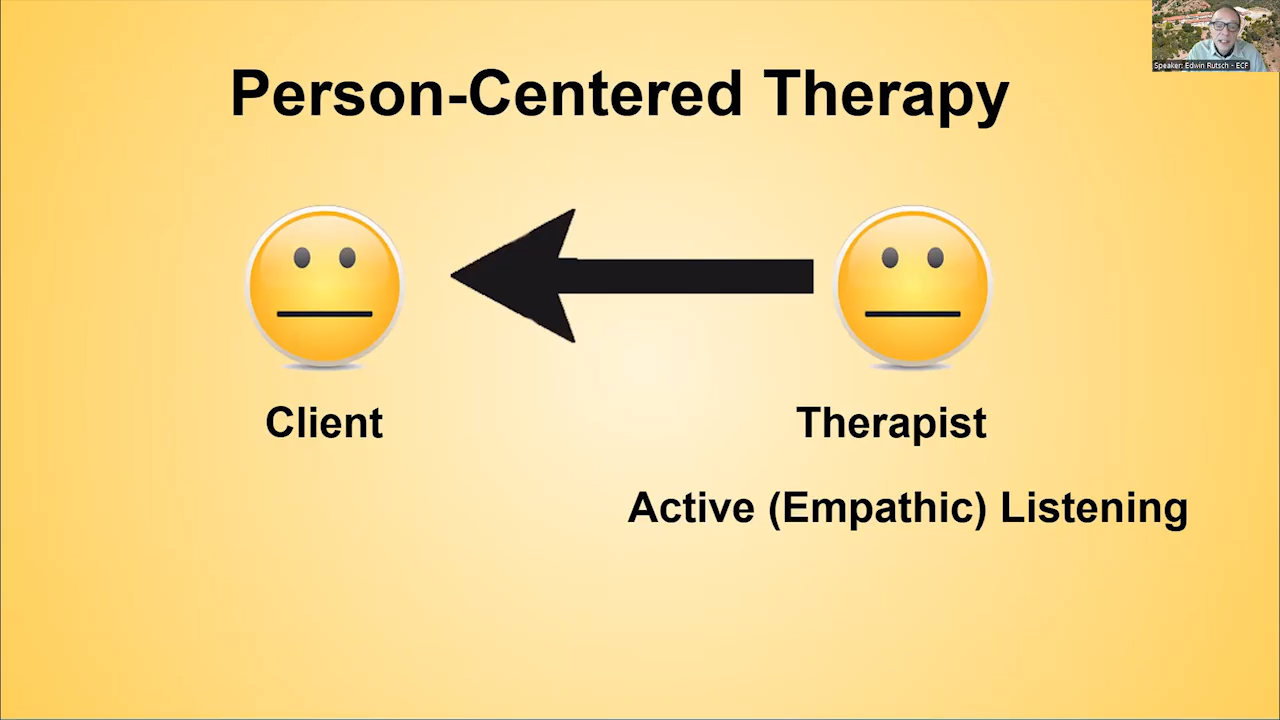 Person-Centered Therapy
Speaker: Edwin Rutsch - ECF
Client
Therapist
Active (Empathic) Listening